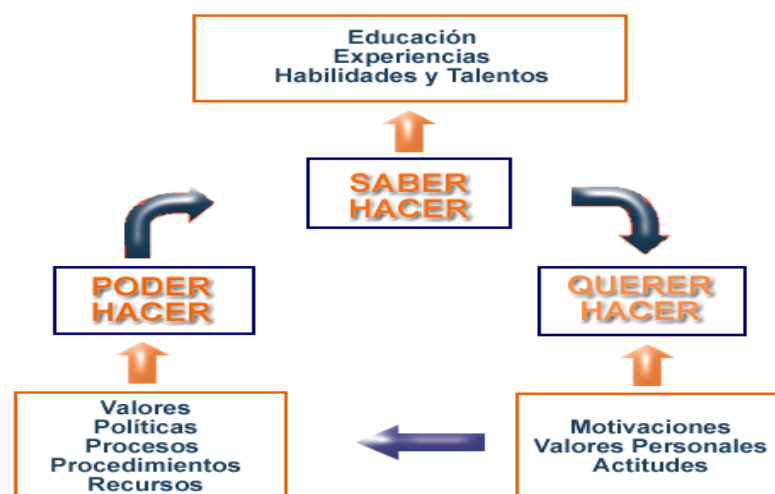 Educación
Experiencias
Habilidades y Talentos
SABER
HACER
PODER
HACER
QUERER
HACER
Valores
Políticas
Procesos
Procedimientos
Recursos
Motivaciones
Valores Personales
Actitudes